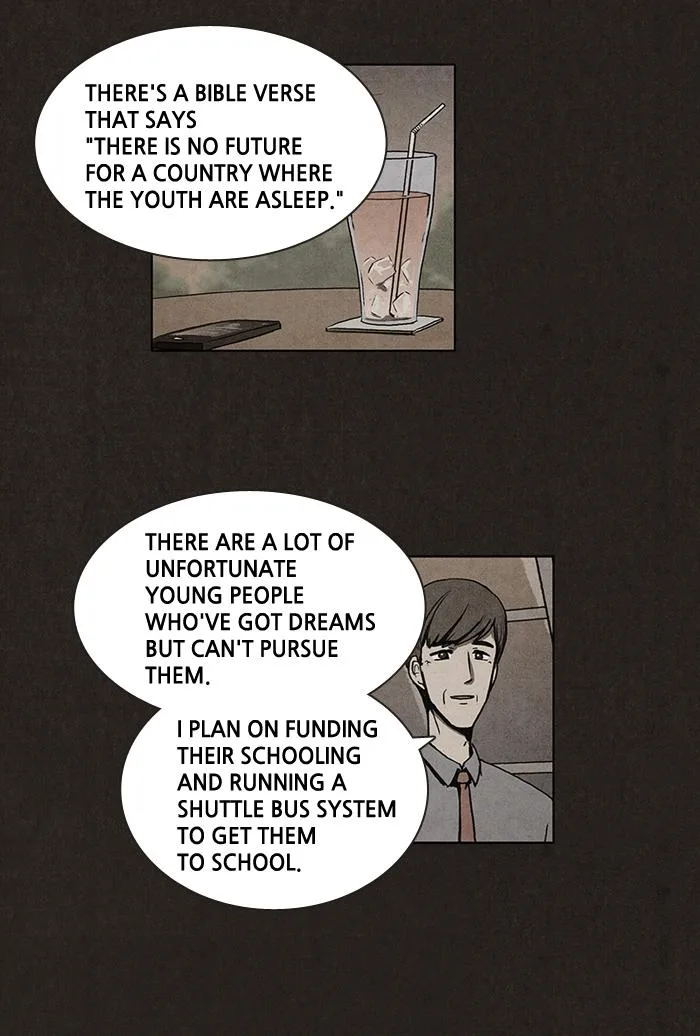 THERE'S A BIBLE VERSE
THAT SAYS
"THERE IS NO FUTURE
FOR A COUNTRY WHERE
THE YOUTH ARE ASLEEP."
THERE ARE A LOT OF
UNFORTUNATE
YOUNG PEOPLE
WHO'VE GOT DREAMS
BUT CAN'T PURSUE
THEM.
I PLAN ON FUNDING
THEIR SCHOOLING
AND RUNNING A
SHUTTLE BUS SYSTEM
TO GET THEM
TO SCHOOL.